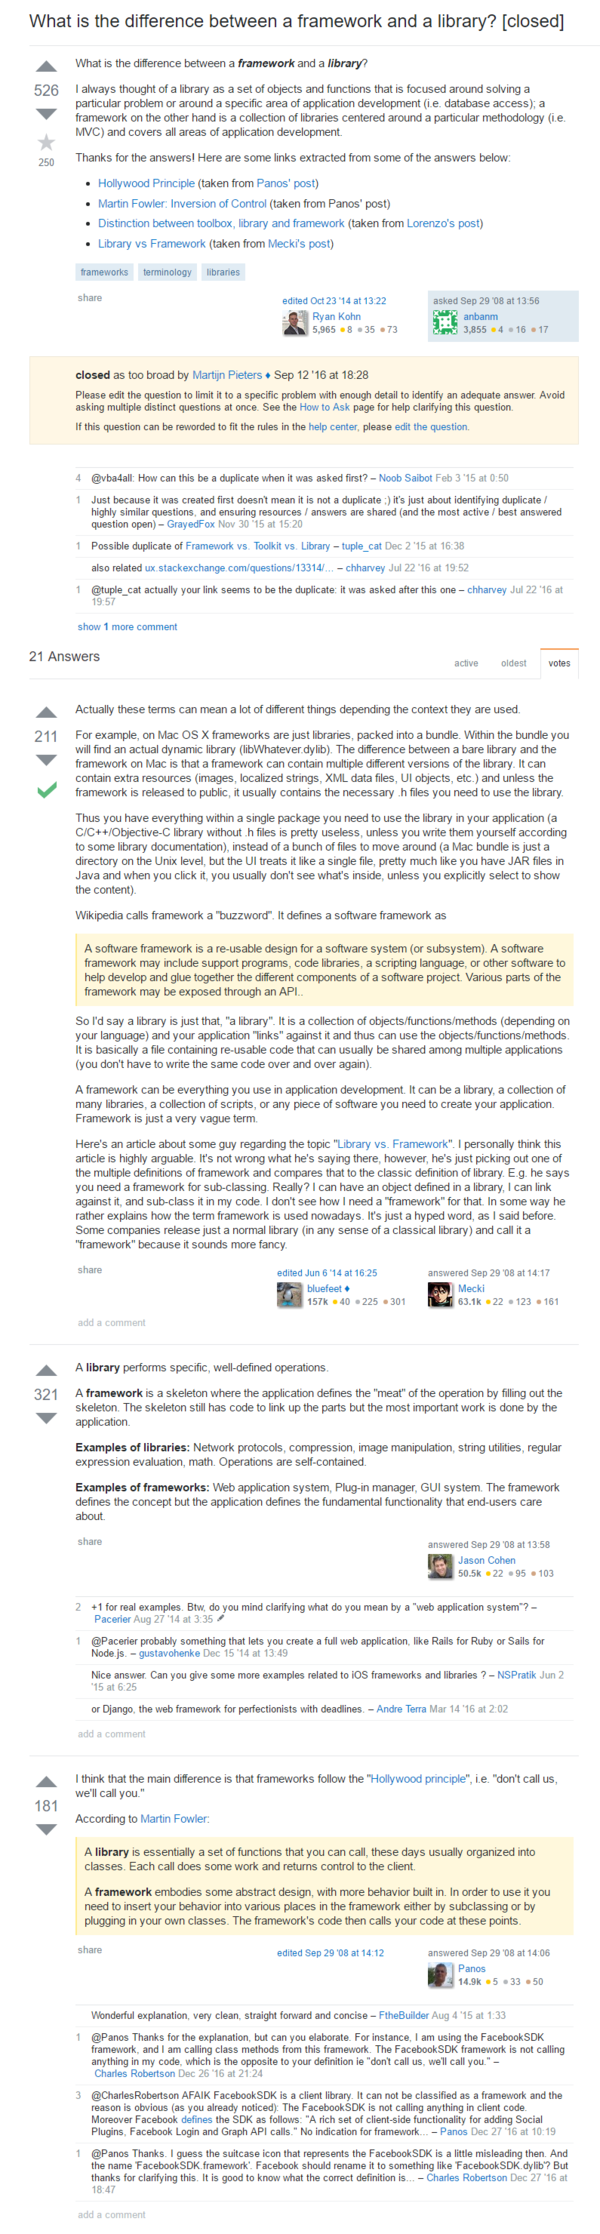 What is the difference between a framework and a library? [closed]
What is the difference between a framework and a library?
526
I always thought of a library as a set of objects and functions that is focused around solving a
particular problem or around a specific area of application development (i.e. database access); a
framework on the other hand is a collection of libraries centered around a particular methodology (i.e.
MVC) and covers all areas of application development.
250
Thanks for the answers! Here are some links extracted from some of the answers below:
• Hollywood Principle (taken from Panos' post)
• Martin Fowler: Inversion of Control (taken from Panos' post)
• Distinction between toolbox, library and framework (taken from Lorenzo's post)
• Library vs Framework (taken from Mecki's post)
frameworks terminology libraries
share
edited Oct 23 '14 at 13:22
Ryan Kohn
5,965 ●8 ●35 ●73
asked Sep 29 '08 at 13:56
anbanm
3,855 ●4 ●16 ●17
closed as too broad by Martijn Pieters ♦ Sep 12 '16 at 18:28
Please edit the question to limit it to a specific problem with enough detail to identify an adequate answer. Avoid
asking multiple distinct questions at once. See the How to Ask page for help clarifying this question.
If this question can be reworded to fit the rules in the help center, please edit the question.
4 @vba4all: How can this be a duplicate when it was asked first? – Noob Saibot Feb 3 '15 at 0:50
1 Just because it was created first doesn't mean it is not a duplicate ;) it's just about identifying duplicate /
highly similar questions, and ensuring resources / answers are shared (and the most active / best answered
question open) – GrayedFox Nov 30 '15 at 15:20
1 Possible duplicate of Framework vs. Toolkit vs. Library – tuple_cat Dec 2 '15 at 16:38
also related ux.stackexchange.com/questions/13314/… – chharvey Jul 22 '16 at 19:52
1 @tuple_cat actually your link seems to be the duplicate: it was asked after this one – chharvey Jul 22 '16 at
19:57
show 1 more comment
21 Answers
active oldest votes
Actually these terms can mean a lot of different things depending the context they are used.
211
For example, on Mac OS X frameworks are just libraries, packed into a bundle. Within the bundle you
will find an actual dynamic library (libWhatever.dylib). The difference between a bare library and the
framework on Mac is that a framework can contain multiple different versions of the library. It can
contain extra resources (images, localized strings, XML data files, UI objects, etc.) and unless the
framework is released to public, it usually contains the necessary .h files you need to use the library.
Thus you have everything within a single package you need to use the library in your application (a
C/C++/Objective-C library without .h files is pretty useless, unless you write them yourself according
to some library documentation), instead of a bunch of files to move around (a Mac bundle is just a
directory on the Unix level, but the UI treats it like a single file, pretty much like you have JAR files in
Java and when you click it, you usually don't see what's inside, unless you explicitly select to show
the content).
Wikipedia calls framework a "buzzword". It defines a software framework as
A software framework is a re-usable design for a software system (or subsystem). A software
framework may include support programs, code libraries, a scripting language, or other software to
help develop and glue together the different components of a software project. Various parts of the
framework may be exposed through an API..
So I'd say a library is just that, "a library". It is a collection of objects/functions/methods (depending on
your language) and your application "links" against it and thus can use the objects/functions/methods.
It is basically a file containing re-usable code that can usually be shared among multiple applications
(you don't have to write the same code over and over again).
A framework can be everything you use in application development. It can be a library, a collection of
many libraries, a collection of scripts, or any piece of software you need to create your application.
Framework is just a very vague term.
Here's an article about some guy regarding the topic "Library vs. Framework". I personally think this
article is highly arguable. It's not wrong what he's saying there, however, he's just picking out one of
the multiple definitions of framework and compares that to the classic definition of library. E.g. he says
you need a framework for sub-classing. Really? I can have an object defined in a library, I can link
against it, and sub-class it in my code. I don't see how I need a "framework" for that. In some way he
rather explains how the term framework is used nowadays. It's just a hyped word, as I said before.
Some companies release just a normal library (in any sense of a classical library) and call it a
"framework" because it sounds more fancy.
share
edited Jun 6 '14 at 16:25
bluefeet ♦
157k ●40 ●225 ●301
answered Sep 29 '08 at 14:17
Mecki
63.1k ●22 ●123 ●161
add a comment
A library performs specific, well-defined operations.
321
A framework is a skeleton where the application defines the "meat" of the operation by filling out the
skeleton. The skeleton still has code to link up the parts but the most important work is done by the
application.
Examples of libraries: Network protocols, compression, image manipulation, string utilities, regular
expression evaluation, math. Operations are self-contained.
Examples of frameworks: Web application system, Plug-in manager, GUI system. The framework
defines the concept but the application defines the fundamental functionality that end-users care
about.
share
answered Sep 29 '08 at 13:58
Jason Cohen
50.5k ●22 ●95 ●103
2 +1 for real examples. Btw, do you mind clarifying what do you mean by a "web application system"? –
Pacerier Aug 27 '14 at 3:35
1 @Pacerier probably something that lets you create a full web application, like Rails for Ruby or Sails for
Node.js. – gustavohenke Dec 15 '14 at 13:49
Nice answer. Can you give some more examples related to iOS frameworks and libraries ? – NSPratik Jun 2
'15 at 6:25
or Django, the web framework for perfectionists with deadlines. – Andre Terra Mar 14 '16 at 2:02
add a comment
I think that the main difference is that frameworks follow the "Hollywood principle", i.e. "don't call us,
we'll call you."
181
According to Martin Fowler:
A library is essentially a set of functions that you can call, these days usually organized into
classes. Each call does some work and returns control to the client.
A framework embodies some abstract design, with more behavior built in. In order to use it you
need to insert your behavior into various places in the framework either by subclassing or by
plugging in your own classes. The framework's code then calls your code at these points.
share
edited Sep 29 '08 at 14:12
answered Sep 29 '08 at 14:06
Panos
14.9k ●5 ●33 ●50
Wonderful explanation, very clean, straight forward and concise – FtheBuilder Aug 4 '15 at 1:33
1 @Panos Thanks for the explanation, but can you elaborate. For instance, I am using the FacebookSDK
framework, and I am calling class methods from this framework. The FacebookSDK framework is not calling
anything in my code, which is the opposite to your definition ie "don't call us, we'll call you." –
Charles Robertson Dec 26 '16 at 21:24
3 @CharlesRobertson AFAIK FacebookSDK is a client library. It can not be classified as a framework and the
reason is obvious (as you already noticed): The FacebookSDK is not calling anything in client code.
Moreover Facebook defines the SDK as follows: "A rich set of client-side functionality for adding Social
Plugins, Facebook Login and Graph API calls." No indication for framework... – Panos Dec 27 '16 at 10:19
1 @Panos Thanks. I guess the suitcase icon that represents the FacebookSDK is a little misleading then. And
the name 'FacebookSDK.framework'. Facebook should rename it to something like 'FacebookSDK.dylib'? But
thanks for clarifying this. It is good to know what the correct definition is... – Charles Robertson Dec 27 '16 at
18:47
add a comment